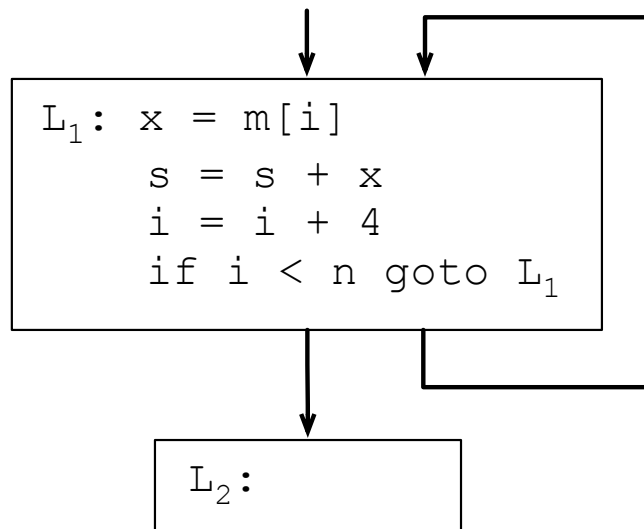 L₁: x = m[i]
s = s + x
i = i + 4
if i < n goto L₁
L₂: